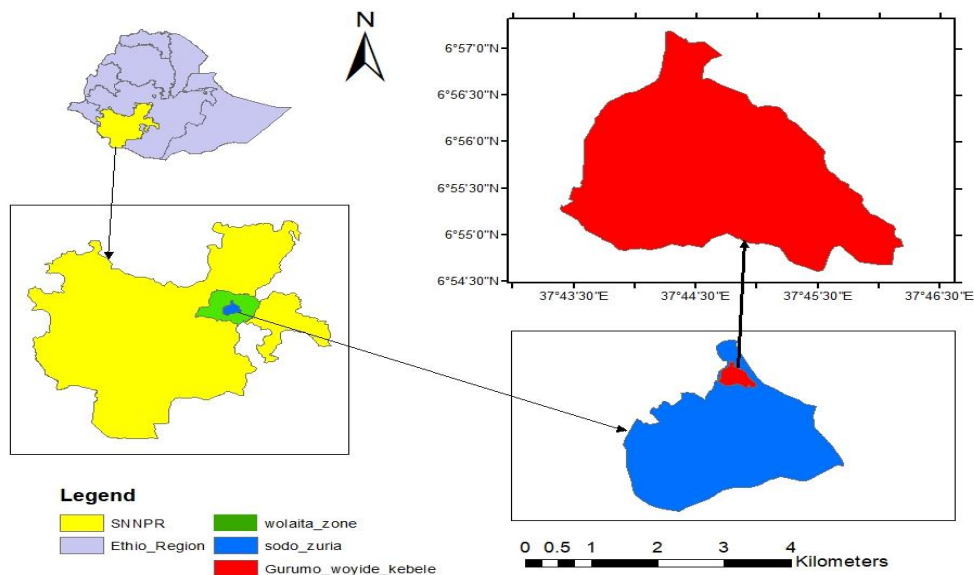 N
6°57'0"N
6°56'30"N
6°56'0"N
6°55'30"N
6°55'0"N
6°54'30"N
37°43'30"E 37°44'30"E 37°45'30"E 37°46'30"E
Legend
SNNPR
Ethio_Region
wolaita_zone
sodo_zuria
Gurumo_woyide_kebele
0 0.5 1 2 3 4
Kilometers